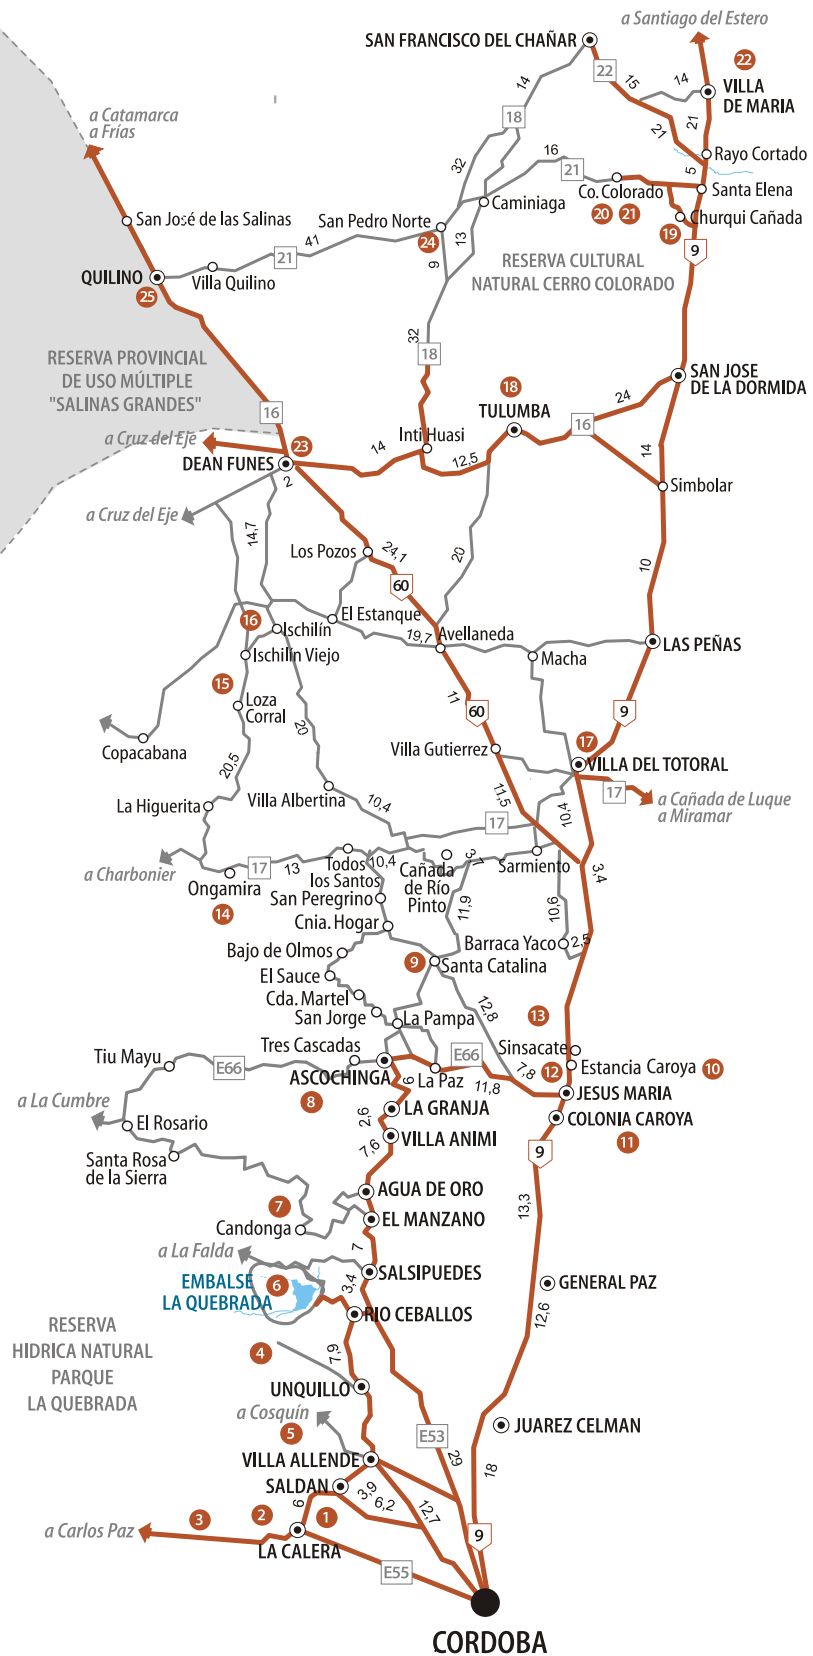 a Santiago del Estero
SAN FRANCISCO DEL CHAÑAR
22
22
15
14
VILLA
DE MARIA
14
a Catamarca
a Frías
18
21
21
32
16
Rayo Cortado
21
5
Co. Colorado
Santa Elena
20
21
Caminiaga
San José de las Salinas
San Pedro Norte
19
Churqui Cañada
41
24
13
21
9
9
RESERVA CULTURAL
NATURAL CERRO COLORADO
QUILINO
Villa Quilino
25
32
18
RESERVA PROVINCIAL
DE USO MÚLTIPLE
"SALINAS GRANDES"
SAN JOSE
DE LA DORMIDA
18
TULUMBA
24
16
16
a Cruz del Eje
23
Inti Huasi
14
14
DEAN FUNES
12,5
2
Simbolar
a Cruz del Eje
14,7
Los Pozos
24,1
20
10
60
16
El Estanque
Ischilín
19,7
Avellaneda
LAS PEÑAS
Ischilín Viejo
Macha
15
11
Loza
Corral
60
9
20
Copacabana
Villa Gutierrez
17
VILLA DEL TOTORAL
20,5
Villa Albertina
11,5
17
a Cañada de Luque
a Miramar
La Higuerita
10,4
10,4
17
a Charbonier
17
13
Todos
los Santos
10,4
Cañada
de Río
Pinto
3,7
Sarmiento
3,4
Ongamira
14
San Peregrino
11,9
10,6
Cnia. Hogar
Bajo de Olmos
Barraca Yaco
2,5
9
Santa Catalina
El Sauce
Cda. Martel
12,8
San Jorge
La Pampa
13
Tiu Mayu
Tres Cascadas
Sinsacate
E66
E66
ASCOCHINGA
La Paz
7,8
12
Estancia Caroya
10
8
9
11,8
JESUS MARIA
a La Cumbre
LA GRANJA
COLONIA CAROYA
El Rosario
2,6
11
VILLA ANIMI
9
Santa Rosa
de la Sierra
7,6
AGUA DE ORO
13,3
7
EL MANZANO
Candonga
a La Falda
7
SALSIPUEDES
EMBALSE
LA QUEBRADA
6
3,4
GENERAL PAZ
RIO CEBALLOS
12,6
RESERVA
HIDRICA NATURAL
PARQUE
LA QUEBRADA
4
7,9
UNQUILLO
a Cosquín
5
E53
JUAREZ CELMAN
VILLA ALLENDE
29
18
SALDAN
3,9
6
6,2
12,7
3
2
1
a Carlos Paz
9
LA CALERA
E55
CORDOBA